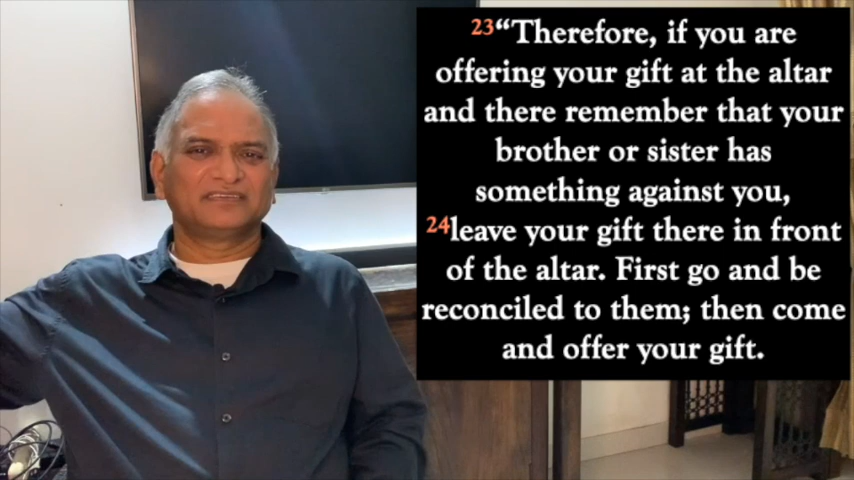 23“Therefore, if you are
offering your gift at the altar
and there remember that your
brother or sister has
something against you,
24leave your gift there in front
of the altar. First go and be
reconciled to them; then come
and offer your gift.